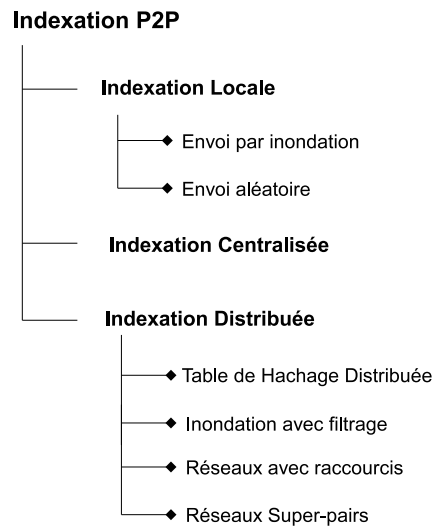 Indexation P2P
Indexation Locale
Envoi par inondation
Envoi aléatoire
Indexation Centralisée
Indexation Distribuée
Table de Hachage Distribuée
Inondation avec filtrage
Réseaux avec raccourcis
Réseaux Super-pairs